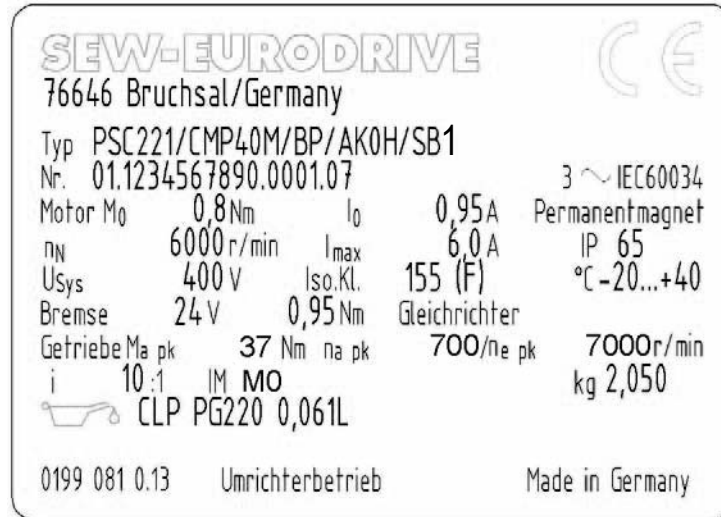 SEW-EURODRIVE CE
76646 Bruchsal/Germany
Typ PSC221/CMP40M/BP/AK0H/SB1
Nr. 01.1234567890.0001.07 3 ~ IEC60034
Motor M0 0,8 Nm I0 0,95 A Permanentmagnet
nN 6000 r/min Imax 6,0 A IP 65
Usys 400 V Iso.Kl. 155 (F) °C -20...+40
Bremse 24 V 0,95 Nm Gleichrichter
Getriebe Ma pk 37 Nm na pk 700/ne pk 7000 r/min
i 10 :1 IM M0 kg 2,050
CLP PG220 0,061L
0199 081 0.13 Umrichterbetrieb Made in Germany